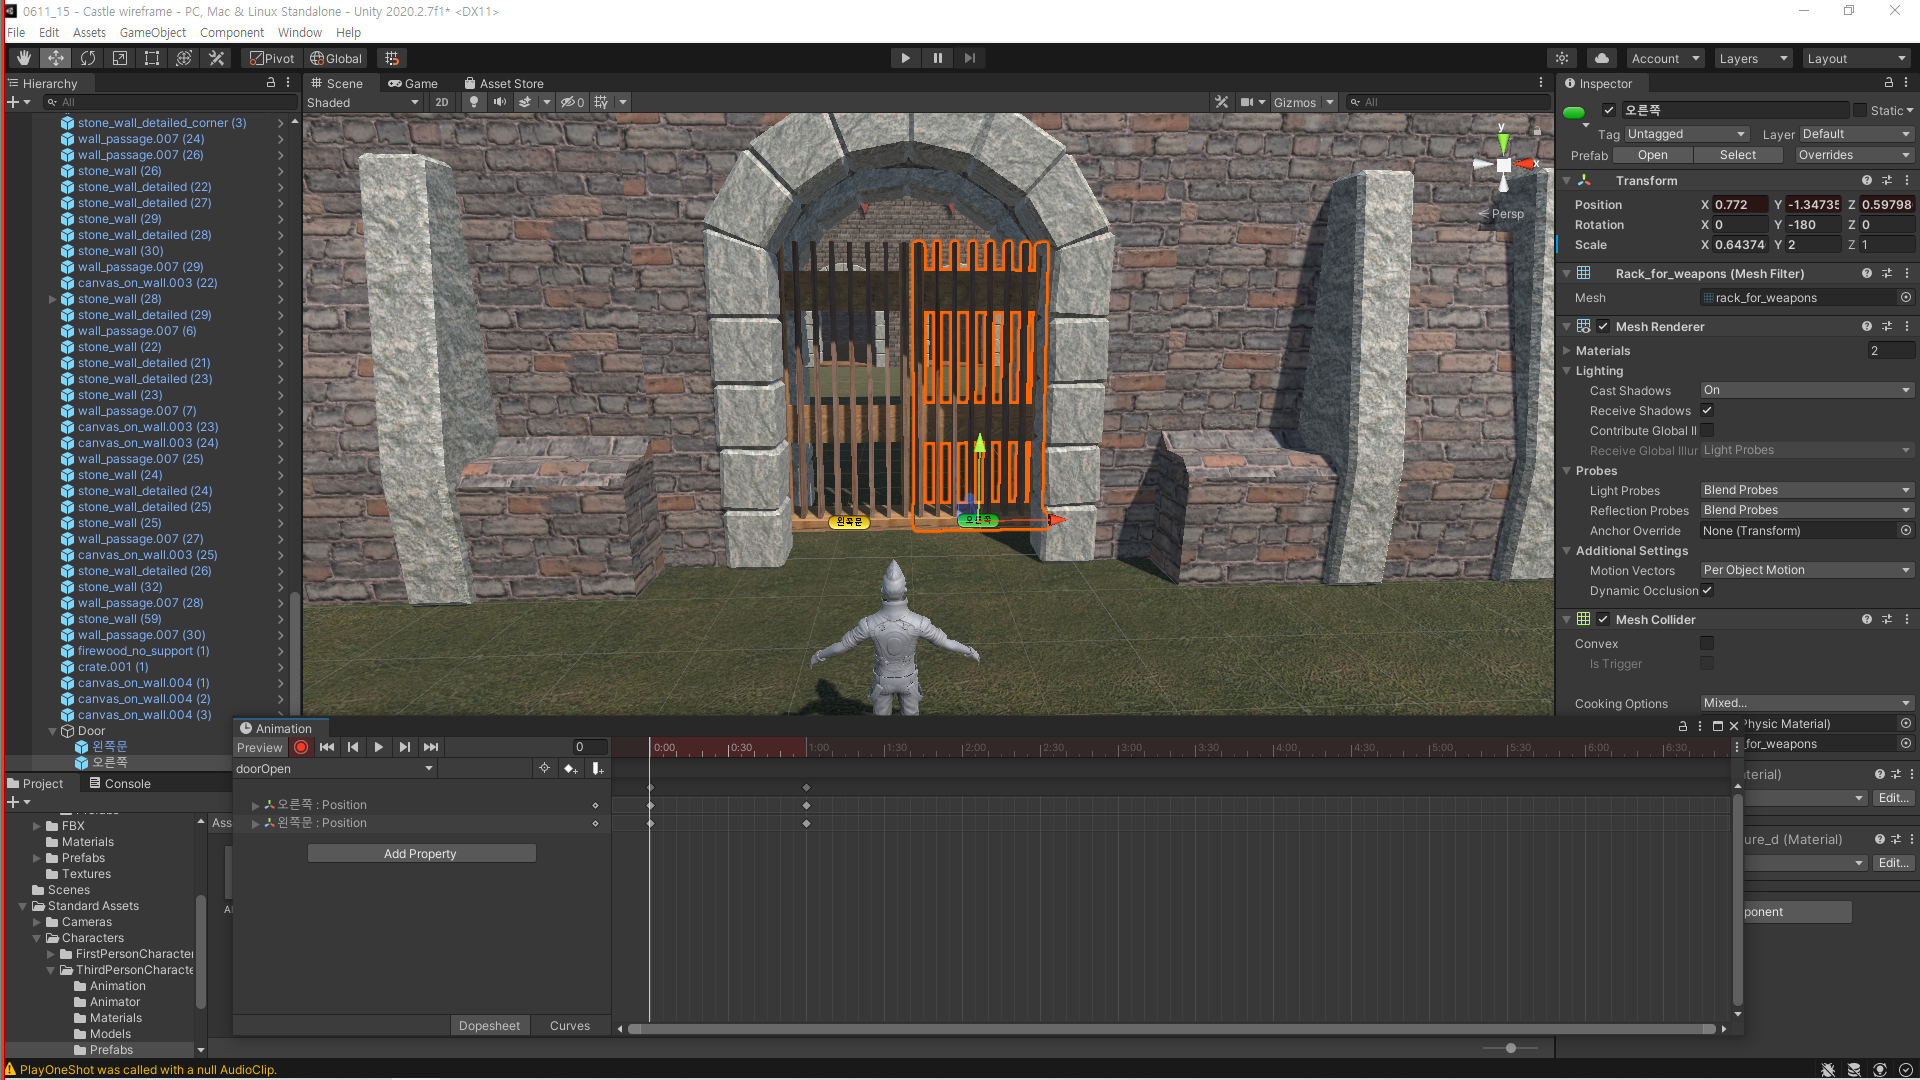 0611_15 - Castle wireframe - PC, Mac & Linux Standalone - Unity 2020.2.7f1* <DX11>
File Edit Assets GameObject Component Window Help
Pivot Global Account Layers Layout
Hierarchy
All
stone_wall_detailed_corner (3)
wall_passage.007 (24)
wall_passage.007 (26)
stone_wall (26)
stone_wall_detailed (22)
stone_wall_detailed (27)
stone_wall (29)
stone_wall_detailed (28)
stone_wall (30)
wall_passage.007 (29)
canvas_on_wall.003 (22)
stone_wall (28)
stone_wall_detailed (29)
wall_passage.007 (6)
stone_wall (22)
stone_wall_detailed (21)
stone_wall_detailed (23)
stone_wall (23)
wall_passage.007 (7)
canvas_on_wall.003 (23)
canvas_on_wall.003 (24)
wall_passage.007 (25)
stone_wall (24)
stone_wall_detailed (24)
stone_wall_detailed (25)
stone_wall (25)
wall_passage.007 (27)
canvas_on_wall.003 (25)
stone_wall_detailed (26)
stone_wall (32)
wall_passage.007 (28)
stone_wall (59)
wall_passage.007 (30)
firewood_no_support (1)
crate.001 (1)
canvas_on_wall.004 (1)
canvas_on_wall.004 (2)
canvas_on_wall.004 (3)
Door
왼쪽문
오른쪽
Scene Game Asset Store
Shaded 2D 0 Gizmos All
y
x
Persp
왼쪽문
오른쪽
Inspector
오른쪽 Static
Tag Untagged Layer Default
Prefab Open Select Overrides
Transform
Position X 0.772 Y -1.34735 Z 0.59798
Rotation X 0 Y -180 Z 0
Scale X 0.64374 Y 2 Z 1
Rack_for_weapons (Mesh Filter)
Mesh rack_for_weapons
Mesh Renderer
Materials 2
Lighting
Cast Shadows On
Receive Shadows
Contribute Global Il
Receive Global Illur Light Probes
Probes
Light Probes Blend Probes
Reflection Probes Blend Probes
Anchor Override None (Transform)
Additional Settings
Motion Vectors Per Object Motion
Dynamic Occlusion
Mesh Collider
Convex
Is Trigger
Cooking Options Mixed...
Physic Material)
_for_weapons
terial)
Edit...
ure_d (Material)
Edit...
ponent
Animation
Preview 0
0:00 0:30 1:00 1:30 2:00 2:30 3:00 3:30 4:00 4:30 5:00 5:30 6:00 6:30
doorOpen
오른쪽 : Position
왼쪽문 : Position
Add Property
Dopesheet Curves
Project Console
FBX
Materials
Prefabs
Textures
Scenes
Standard Assets
Cameras
Characters
FirstPersonCharacter
ThirdPersonCharacte
Animation
Animator
Materials
Models
Prefabs
Ass
PlayOneShot was called with a null AudioClip.